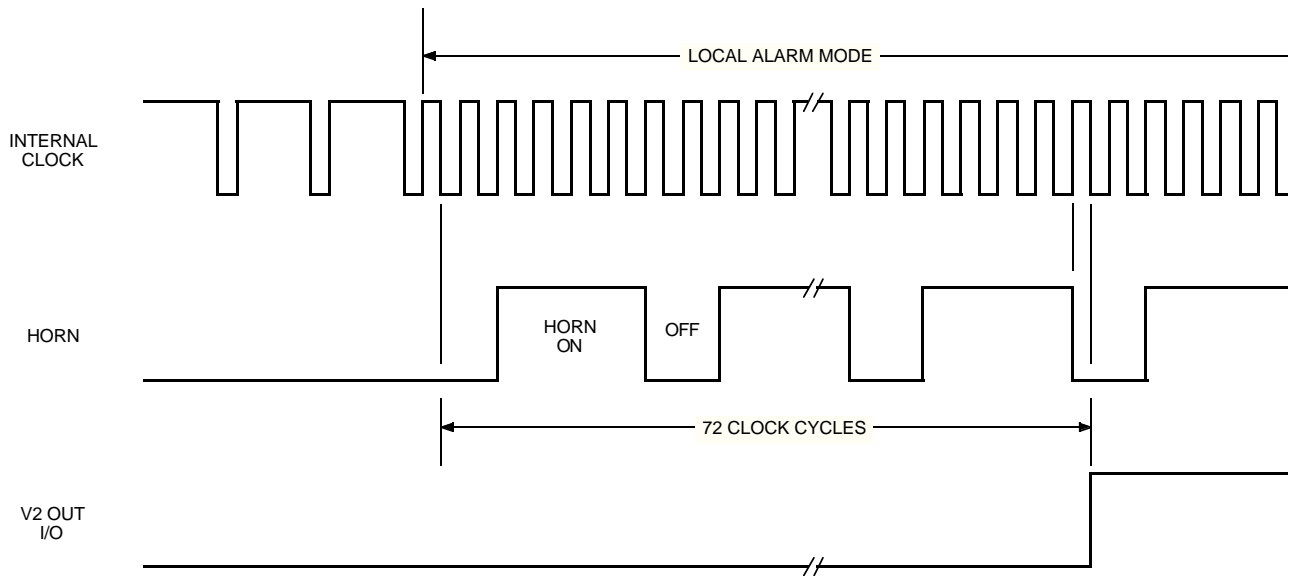 LOCAL ALARM MODE
INTERNAL
CLOCK
HORN
HORN
ON
OFF
72 CLOCK CYCLES
V2 OUT
I/O